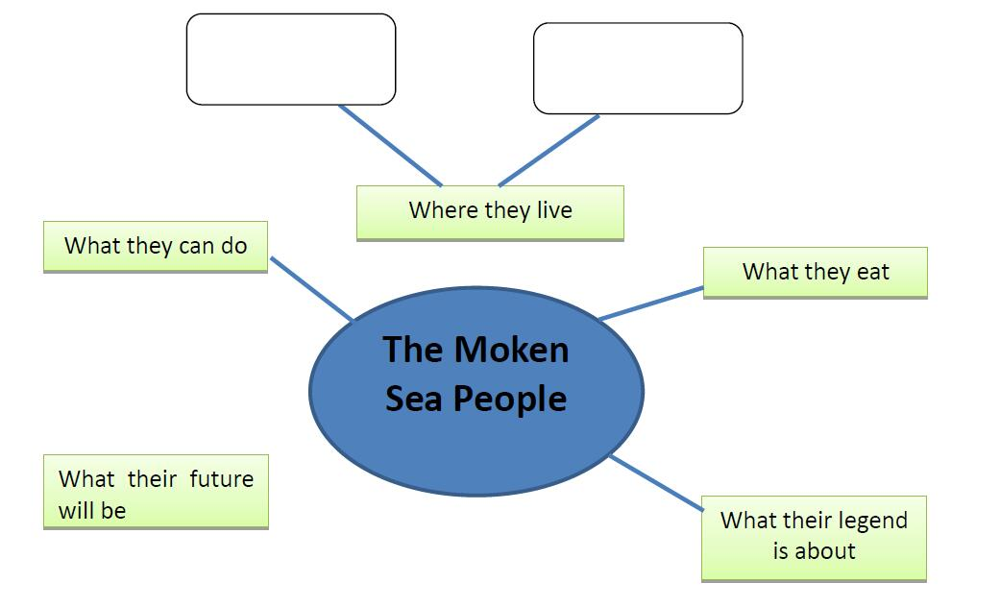 Where they live
What they can do
What they eat
The Moken
Sea People
What their future
will be
What their legend
is about